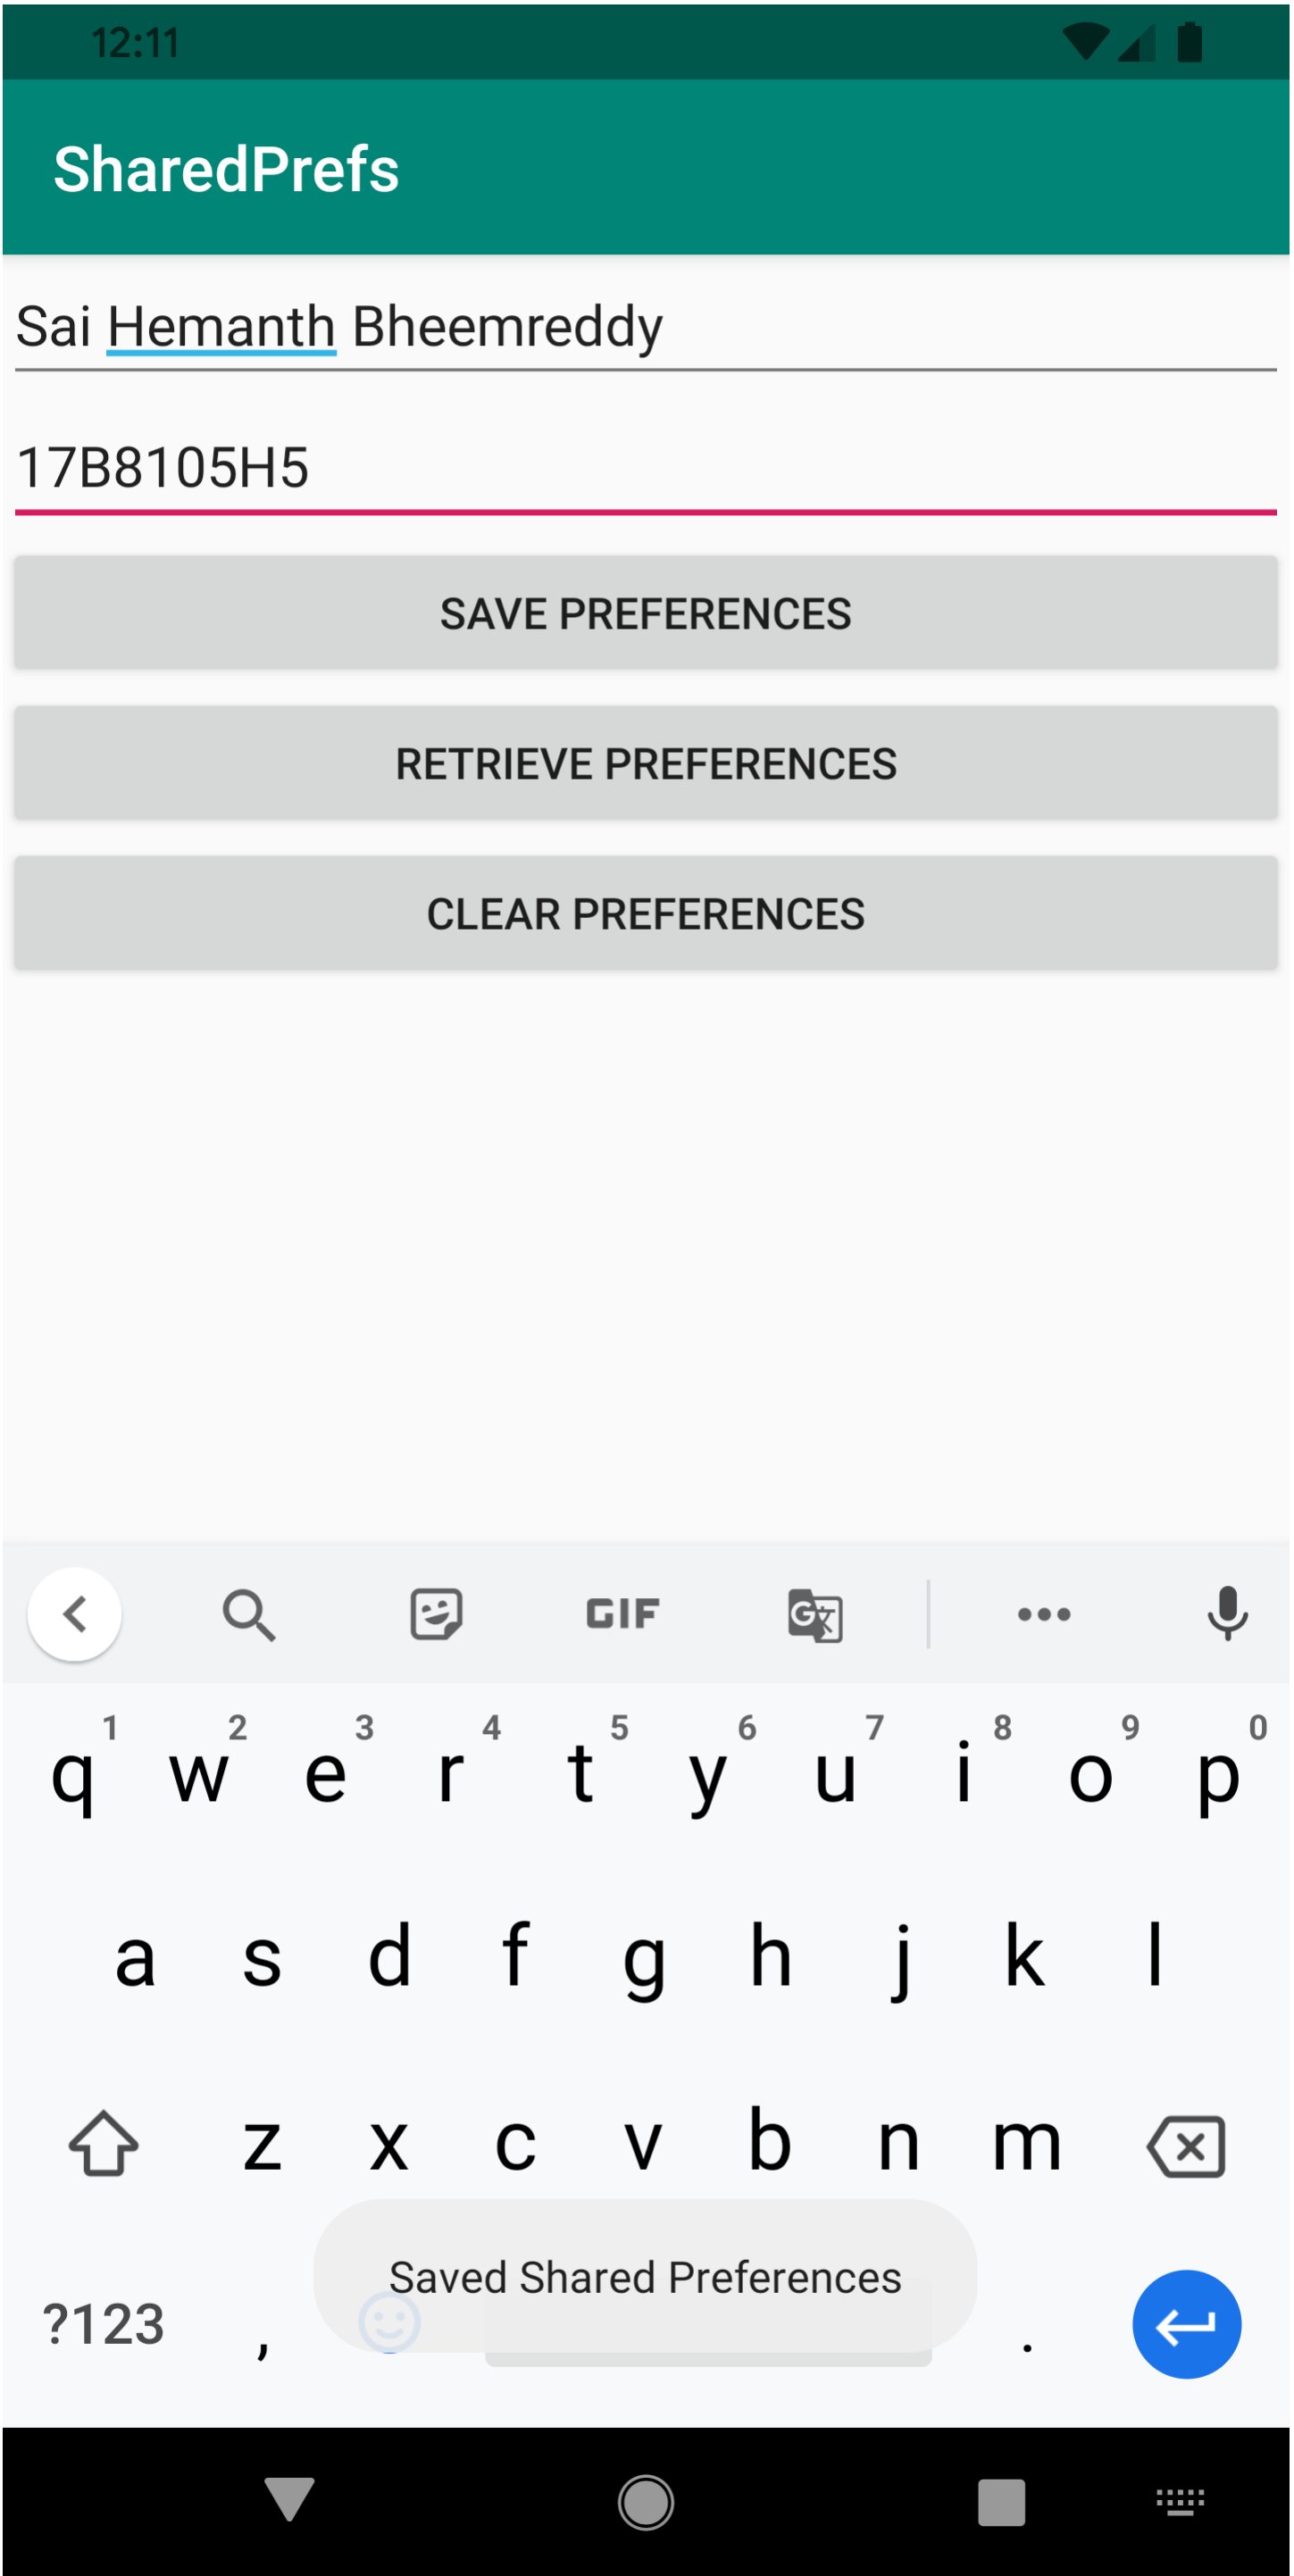 12:11
SharedPrefs
Sai Hemanth Bheemreddy
17B8105H5
SAVE PREFERENCES
RETRIEVE PREFERENCES
CLEAR PREFERENCES
GIF
G 文
1 2 3 4 5 6 7 8 9 0
q w e r t y u i o p
a s d f g h j k l
z x c v b n m
Saved Shared Preferences
?123 , .